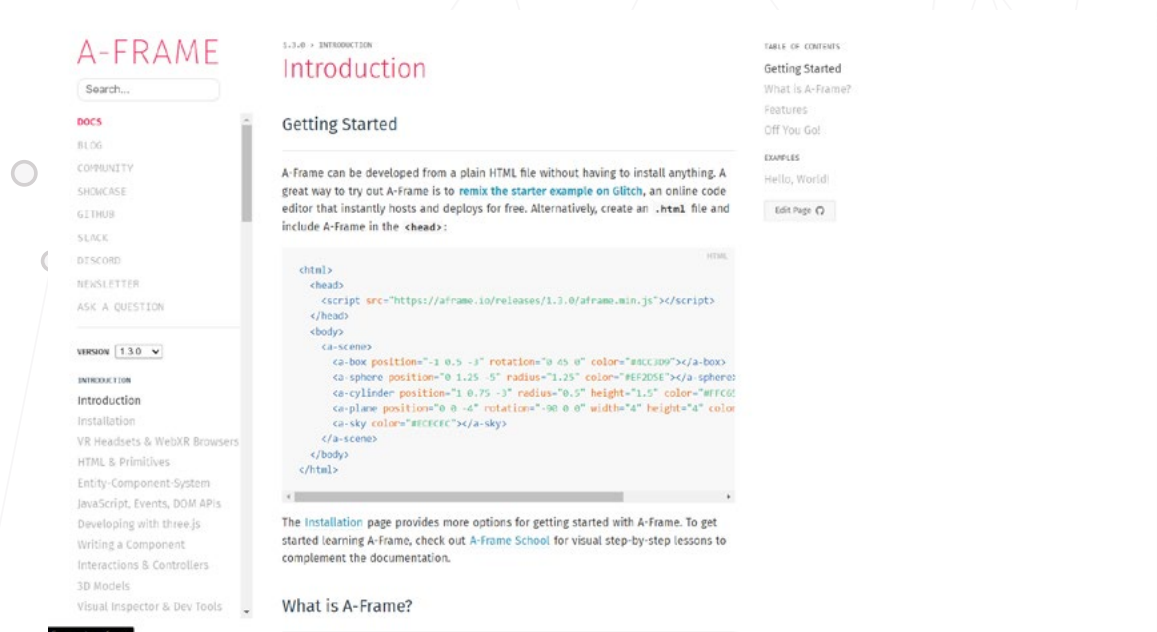 A-FRAME
Search...
DOCS
BLOG
COMMUNITY
SHOWCASE
GITHUB
SLACK
DISCORD
NEWSLETTER
ASK A QUESTION
VERSION 1.3.0
INTRODUCTION
Introduction
Installation
VR Headsets & WebXR Browsers
HTML & Primitives
Entity-Component-System
JavaScript, Events, DOM APIs
Developing with three.js
Writing a Component
Interactions & Controllers
3D Models
Visual Inspector & Dev Tools
1.3.0 › INTRODUCTION
Introduction
Getting Started
A-Frame can be developed from a plain HTML file without having to install anything. A
great way to try out A-Frame is to remix the starter example on Glitch, an online code
editor that instantly hosts and deploys for free. Alternatively, create an .html file and
include A-Frame in the <head>:
HTML
<html>
<head>
<script src="https://aframe.io/releases/1.3.0/aframe.min.js"></script>
</head>
<body>
<a-scene>
<a-box position="-1 0.5 -3" rotation="0 45 0" color="#4CC3D9"></a-box>
<a-sphere position="0 1.25 -5" radius="1.25" color="#EF2D5E"></a-sphere>
<a-cylinder position="1 0.75 -3" radius="0.5" height="1.5" color="#FFC65
<a-plane position="0 0 -4" rotation="-90 0 0" width="4" height="4" color
<a-sky color="#ECECEC"></a-sky>
</a-scene>
</body>
</html>
The Installation page provides more options for getting started with A-Frame. To get
started learning A-Frame, check out A-Frame School for visual step-by-step lessons to
complement the documentation.
What is A-Frame?
TABLE OF CONTENTS
Getting Started
What is A-Frame?
Features
Off You Go!
EXAMPLES
Hello, World!
Edit Page